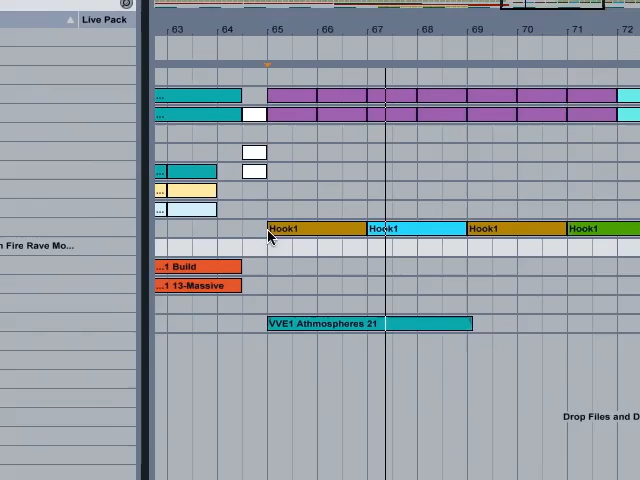 Live Pack
63 64 65 66 67 68 69 70 71 72
...
...
...
...
...
Hook1 Hook1 Hook1 Hook1
n Fire Rave Mo...
...1 Build
...1 13-Massive
VVE1 Athmospheres 21
Drop Files and D